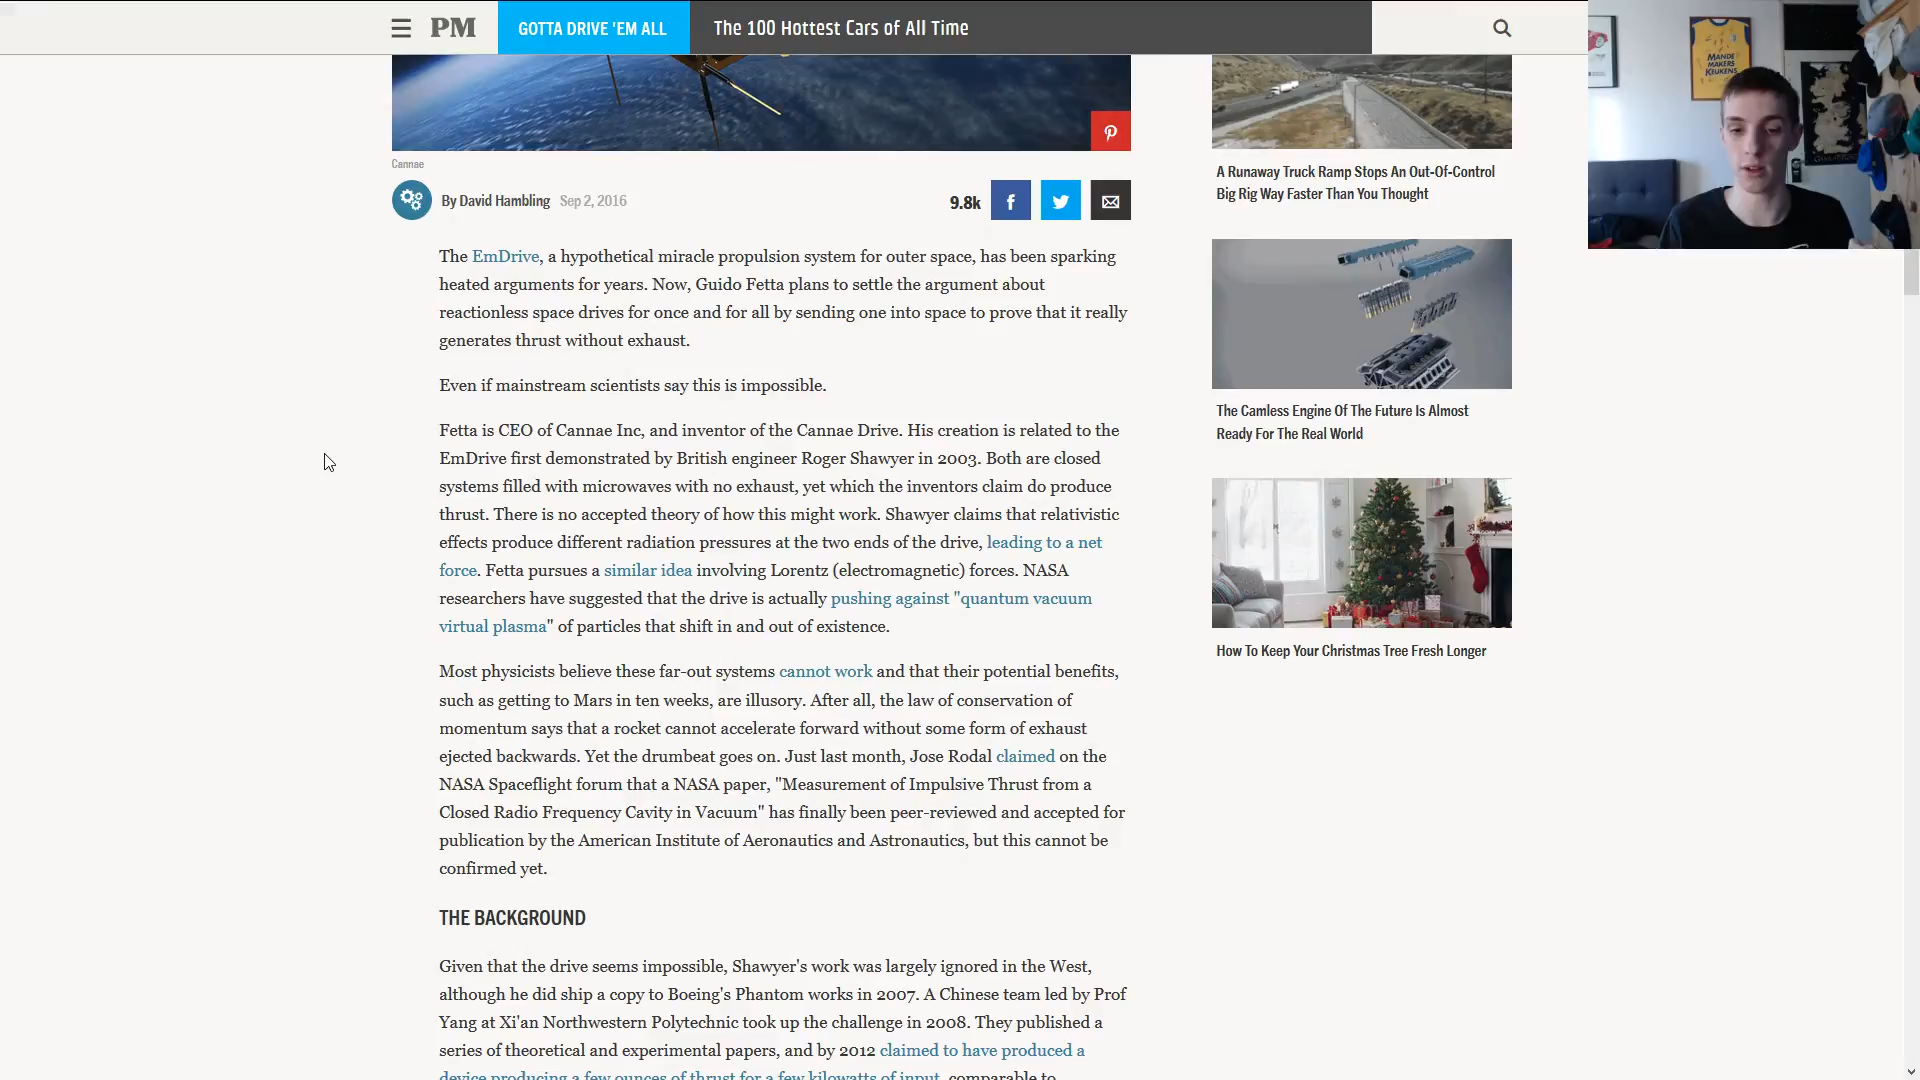 PM
GOTTA DRIVE 'EM ALL
The 100 Hottest Cars of All Time
Cannae
By David Hambling Sep 2, 2016
9.8k
The EmDrive, a hypothetical miracle propulsion system for outer space, has been sparking
heated arguments for years. Now, Guido Fetta plans to settle the argument about
reactionless space drives for once and for all by sending one into space to prove that it really
generates thrust without exhaust.
Even if mainstream scientists say this is impossible.
Fetta is CEO of Cannae Inc, and inventor of the Cannae Drive. His creation is related to the
EmDrive first demonstrated by British engineer Roger Shawyer in 2003. Both are closed
systems filled with microwaves with no exhaust, yet which the inventors claim do produce
thrust. There is no accepted theory of how this might work. Shawyer claims that relativistic
effects produce different radiation pressures at the two ends of the drive, leading to a net
force. Fetta pursues a similar idea involving Lorentz (electromagnetic) forces. NASA
researchers have suggested that the drive is actually pushing against "quantum vacuum
virtual plasma" of particles that shift in and out of existence.
Most physicists believe these far-out systems cannot work and that their potential benefits,
such as getting to Mars in ten weeks, are illusory. After all, the law of conservation of
momentum says that a rocket cannot accelerate forward without some form of exhaust
ejected backwards. Yet the drumbeat goes on. Just last month, Jose Rodal claimed on the
NASA Spaceflight forum that a NASA paper, "Measurement of Impulsive Thrust from a
Closed Radio Frequency Cavity in Vacuum" has finally been peer-reviewed and accepted for
publication by the American Institute of Aeronautics and Astronautics, but this cannot be
confirmed yet.
THE BACKGROUND
Given that the drive seems impossible, Shawyer's work was largely ignored in the West,
although he did ship a copy to Boeing's Phantom works in 2007. A Chinese team led by Prof
Yang at Xi'an Northwestern Polytechnic took up the challenge in 2008. They published a
series of theoretical and experimental papers, and by 2012 claimed to have produced a
device producing a few ounces of thrust for a few kilowatts of input, comparable to
A Runaway Truck Ramp Stops An Out-Of-Control
Big Rig Way Faster Than You Thought
The Camless Engine Of The Future Is Almost
Ready For The Real World
How To Keep Your Christmas Tree Fresh Longer
MANDE
MAKERS
KEUKENS